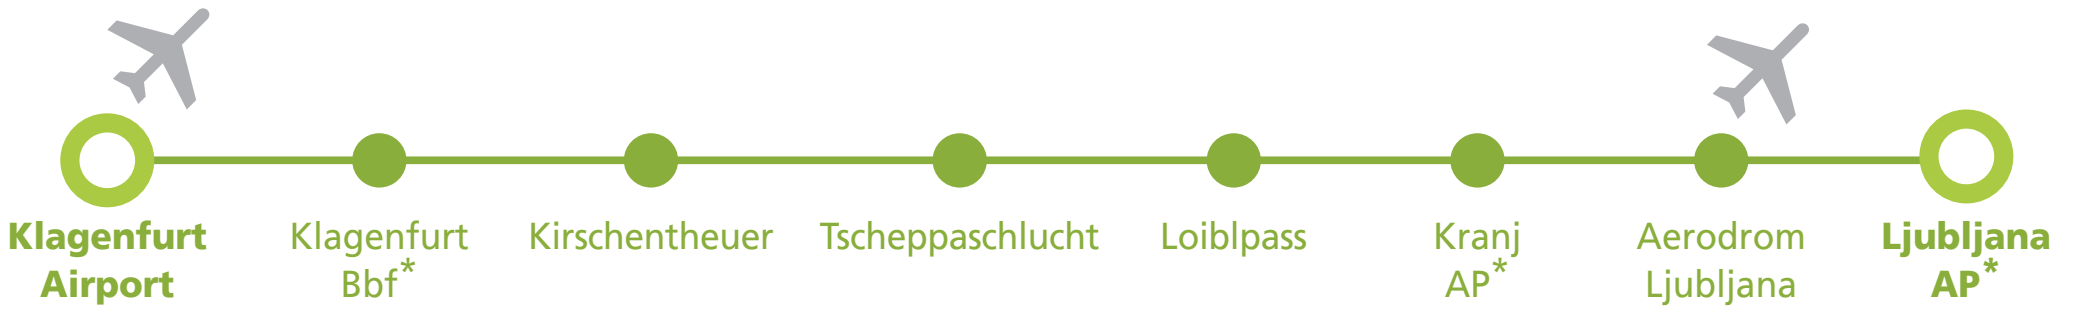 Klagenfurt
Airport
Klagenfurt
Bbf*
Kirschentheuer
Tscheppaschlucht
Loiblpass
Kranj
AP*
Aerodrom
Ljubljana
Ljubljana
AP*